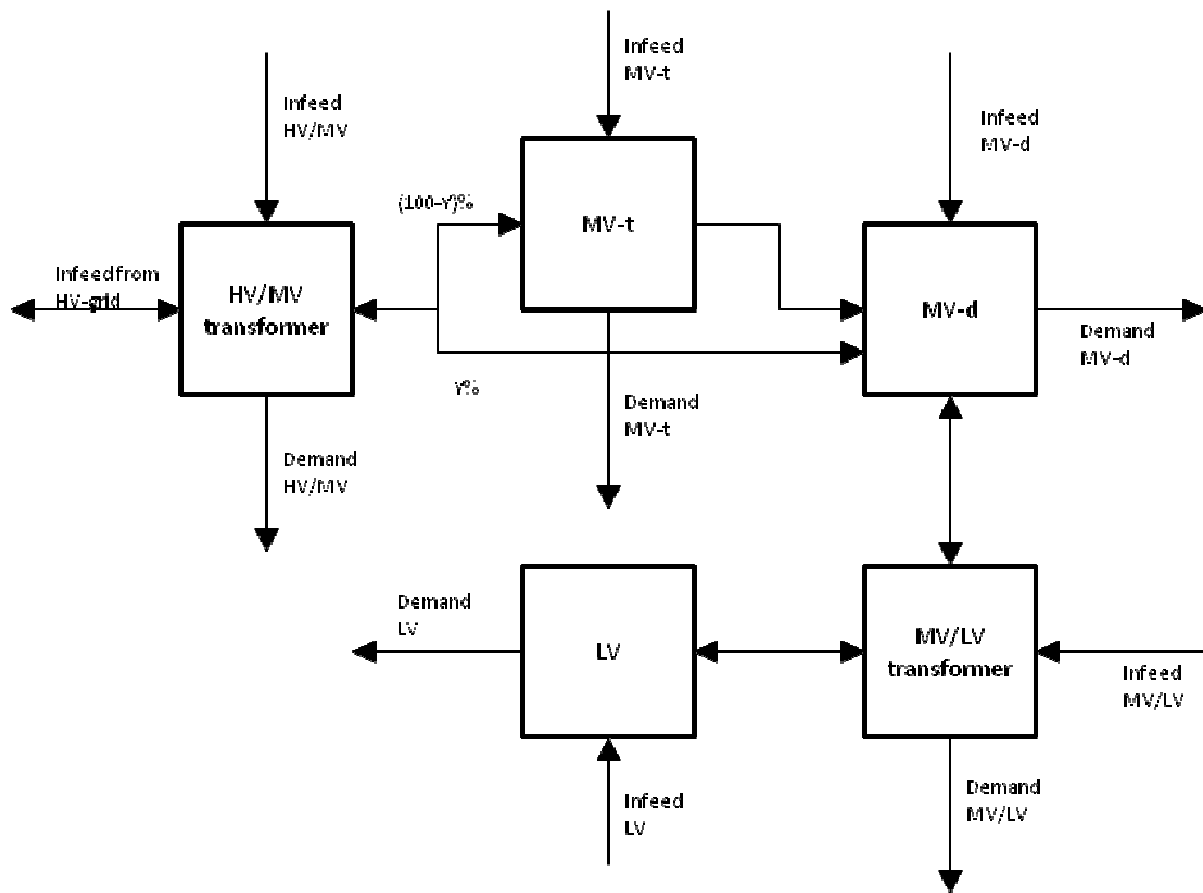 Infeed
MV-t
Infeed
HV/MV
Infeed
MV-d
(100-Y)%
MV-t
Infeed from
HV-grid
HV/MV
transformer
MV-d
Demand
MV-d
Y%
Demand
MV-t
Demand
HV/MV
Demand
LV
LV
MV/LV
transformer
Infeed
MV/LV
Infeed
LV
Demand
MV/LV